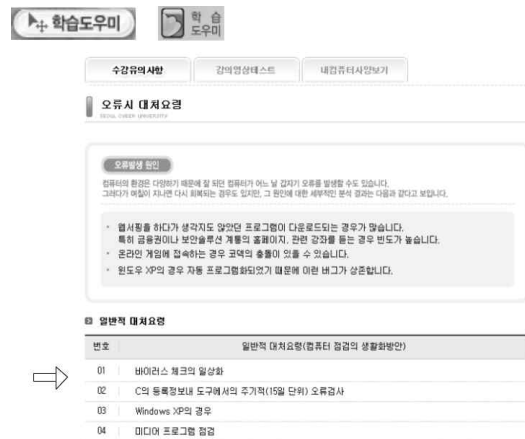 학습도우미
학 습
도우미
수강유의사항
강의영상테스트
내컴퓨터사양보기
오류시 대처요령
오류발생 원인
컴퓨터의 환경은 다양하기 때문에 잘 되던 컴퓨터가 어느 날 갑자기 오류를 발생할 수도 있습니다.
그러다가 며칠이 지나면 다시 회복되는 경우도 있지만, 그 원인에 대한 세부적인 분석 결과는 다음과 같다고 보입니다.
· 웹서핑을 하다가 생각지도 않았던 프로그램이 다운로드되는 경우가 많습니다.
특히 금융권이나 보안솔루션 계통의 홈페이지, 관련 강좌를 듣는 경우 빈도가 높습니다.
· 온라인 게임에 접속하는 경우 코덱의 충돌이 있을 수 있습니다.
· 윈도우 XP의 경우 자동 프로그램화되었기 때문에 이런 버그가 상존합니다.
일반적 대처요령
번호 일반적 대처요령(컴퓨터 점검의 생활화방안)
01 바이러스 체크의 일상화
02 C의 등록정보내 도구에서의 주기적(15일 단위) 오류검사
03 Windows XP의 경우
04 미디어 프로그램 점검